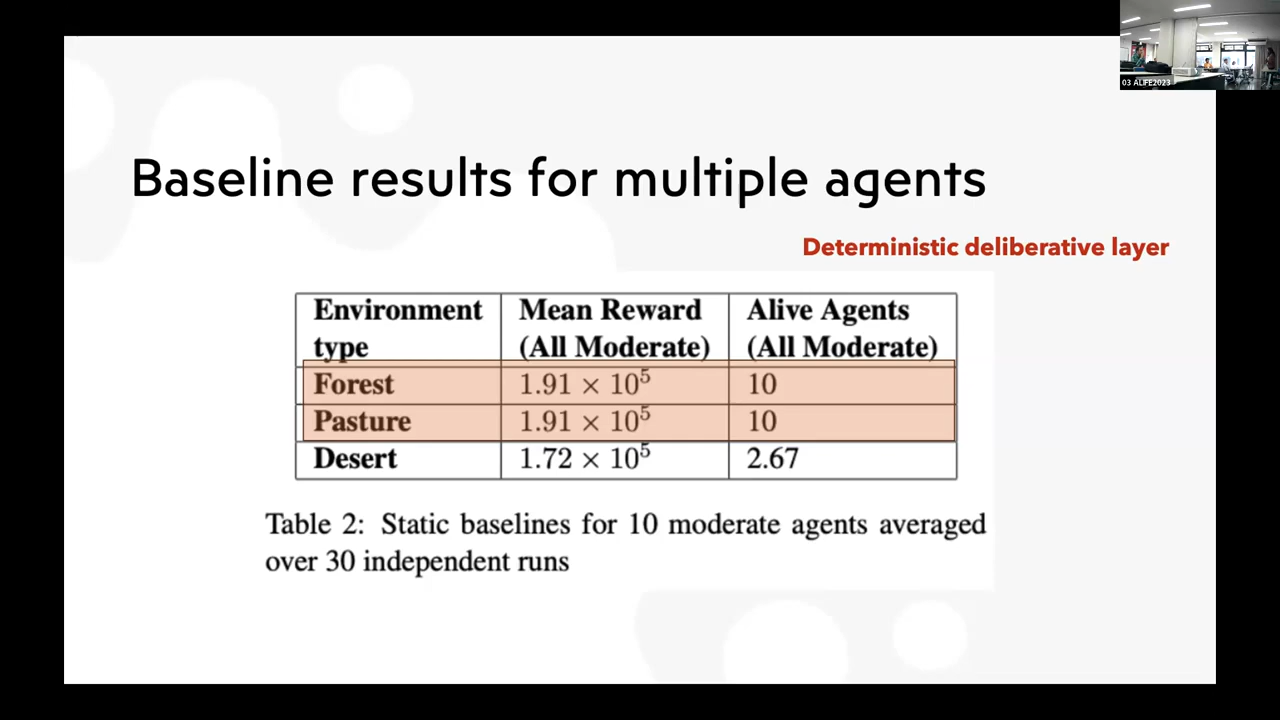 03 ALIFE2023
Baseline results for multiple agents
Deterministic deliberative layer
Environment type Mean Reward (All Moderate) Alive Agents (All Moderate)
Forest 1.91 × 10⁵ 10
Pasture 1.91 × 10⁵ 10
Desert 1.72 × 10⁵ 2.67
Table 2: Static baselines for 10 moderate agents averaged
over 30 independent runs